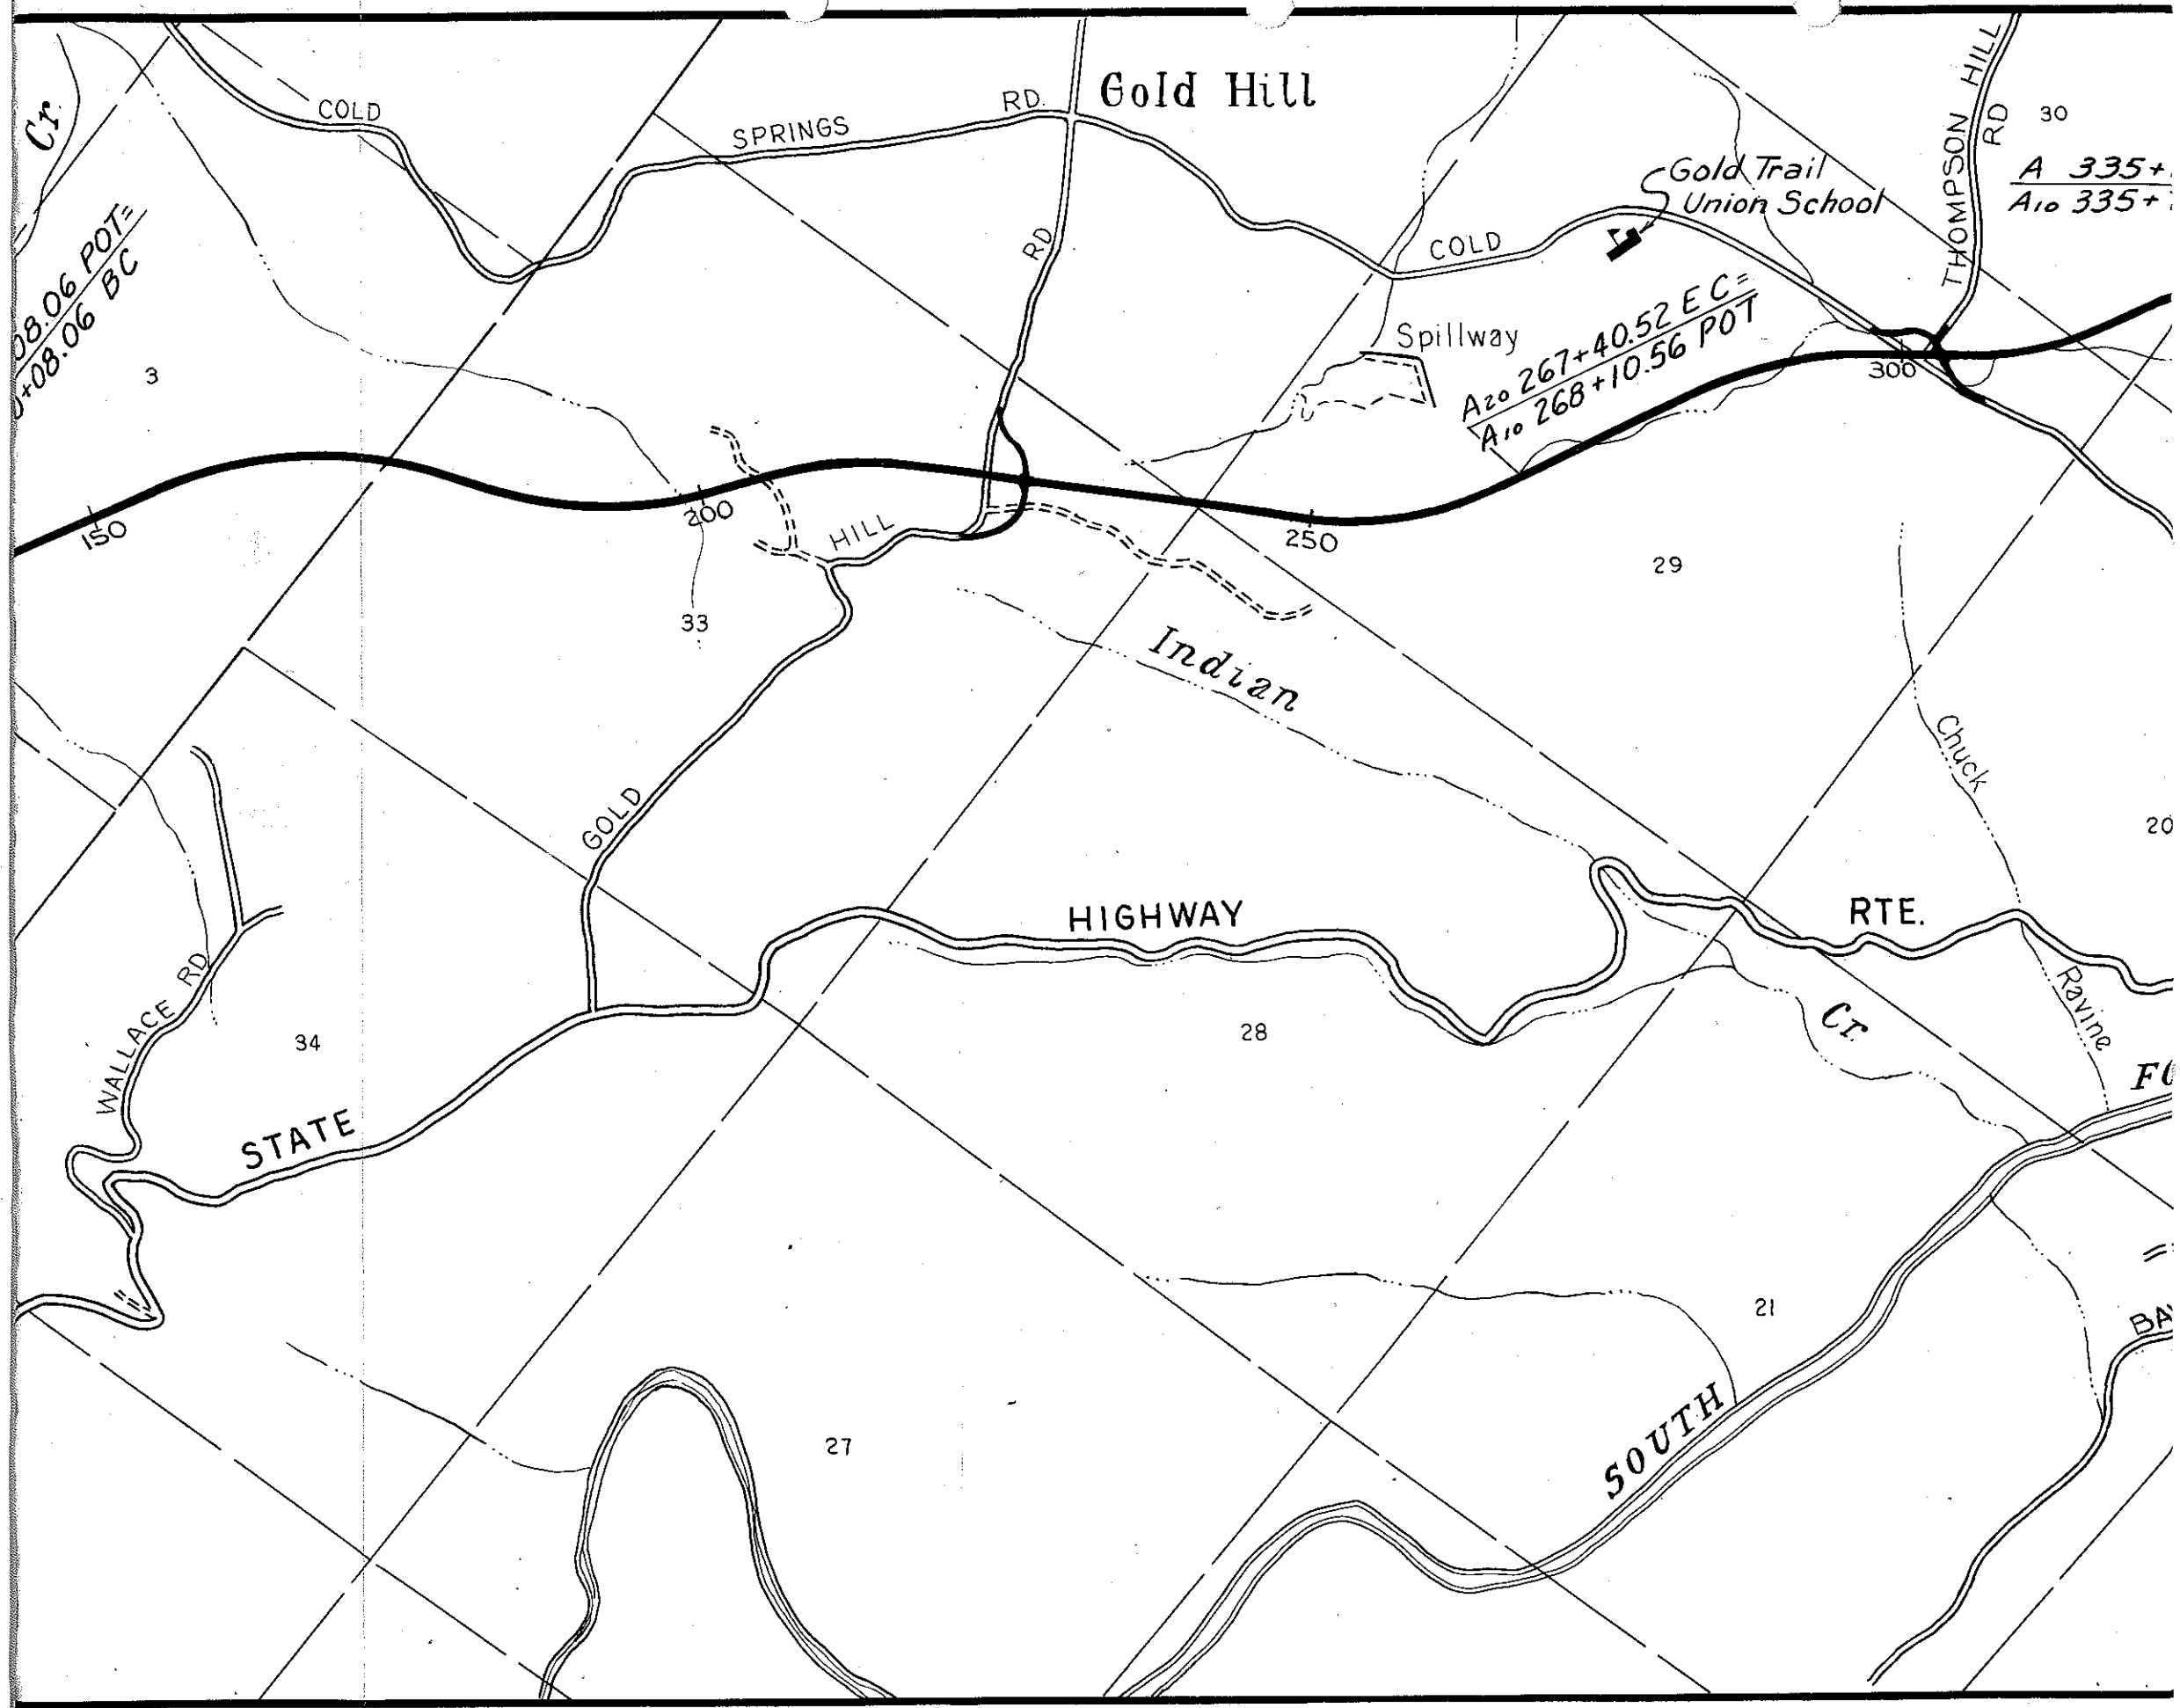 Cr.
COLD
SPRINGS
RD.
Gold Hill
THOMPSON HILL
RD
30
Gold Trail
Union School
A 335+
A10 335+
08.06 POT=
+08.06 BC
3
RD
COLD
Spillway
A20 267+40.52 E C=
A10 268+10.56 POT
300
150
200
HILL
250
29
33
Indian
Chuck
GOLD
20
HIGHWAY
RTE.
WALLACE RD
34
28
Cr.
Ravine
STATE
21
27
SOUTH